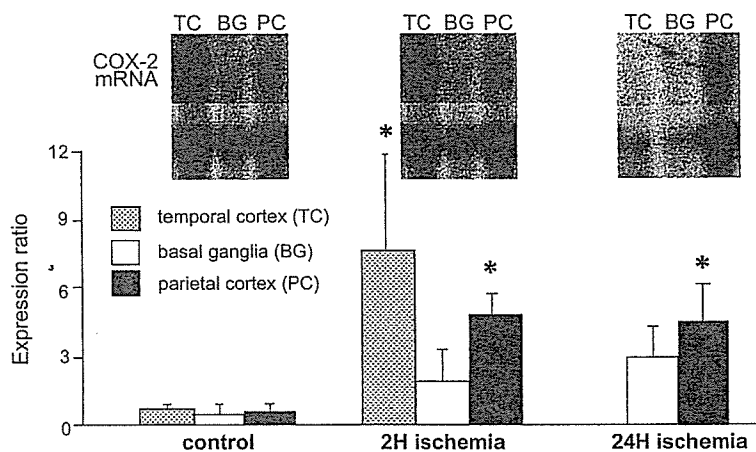 TC BG PC TC BG PC TC BG PC
COX-2
mRNA
*
12
9
6
3
0
Expression ratio
temporal cortex (TC)
basal ganglia (BG)
parietal cortex (PC)
*
*
control 2H ischemia 24H ischemia